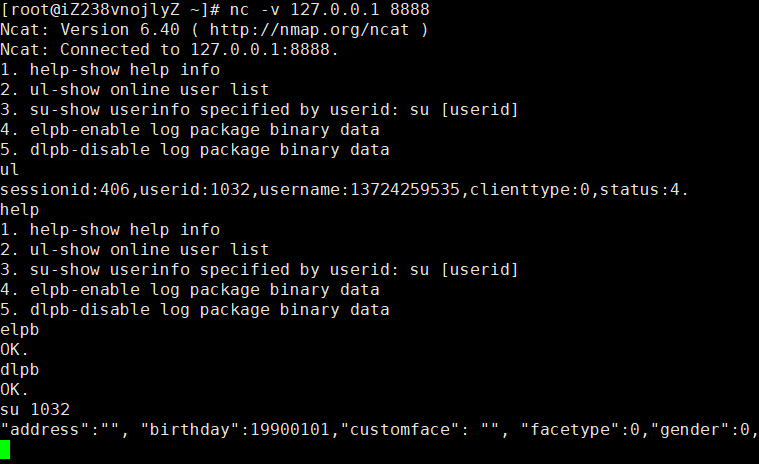 [root@iZ238vnojlyZ ~]# nc -v 127.0.0.1 8888
Ncat: Version 6.40 ( http://nmap.org/ncat )
Ncat: Connected to 127.0.0.1:8888.
1. help-show help info
2. ul-show online user list
3. su-show userinfo specified by userid: su [userid]
4. elpb-enable log package binary data
5. dlpb-disable log package binary data
ul
sessionid:406,userid:1032,username:13724259535,clienttype:0,status:4.
help
1. help-show help info
2. ul-show online user list
3. su-show userinfo specified by userid: su [userid]
4. elpb-enable log package binary data
5. dlpb-disable log package binary data
elpb
OK.
dlpb
OK.
su 1032
"address":"", "birthday":19900101,"customface": "", "facetype":0,"gender":0,